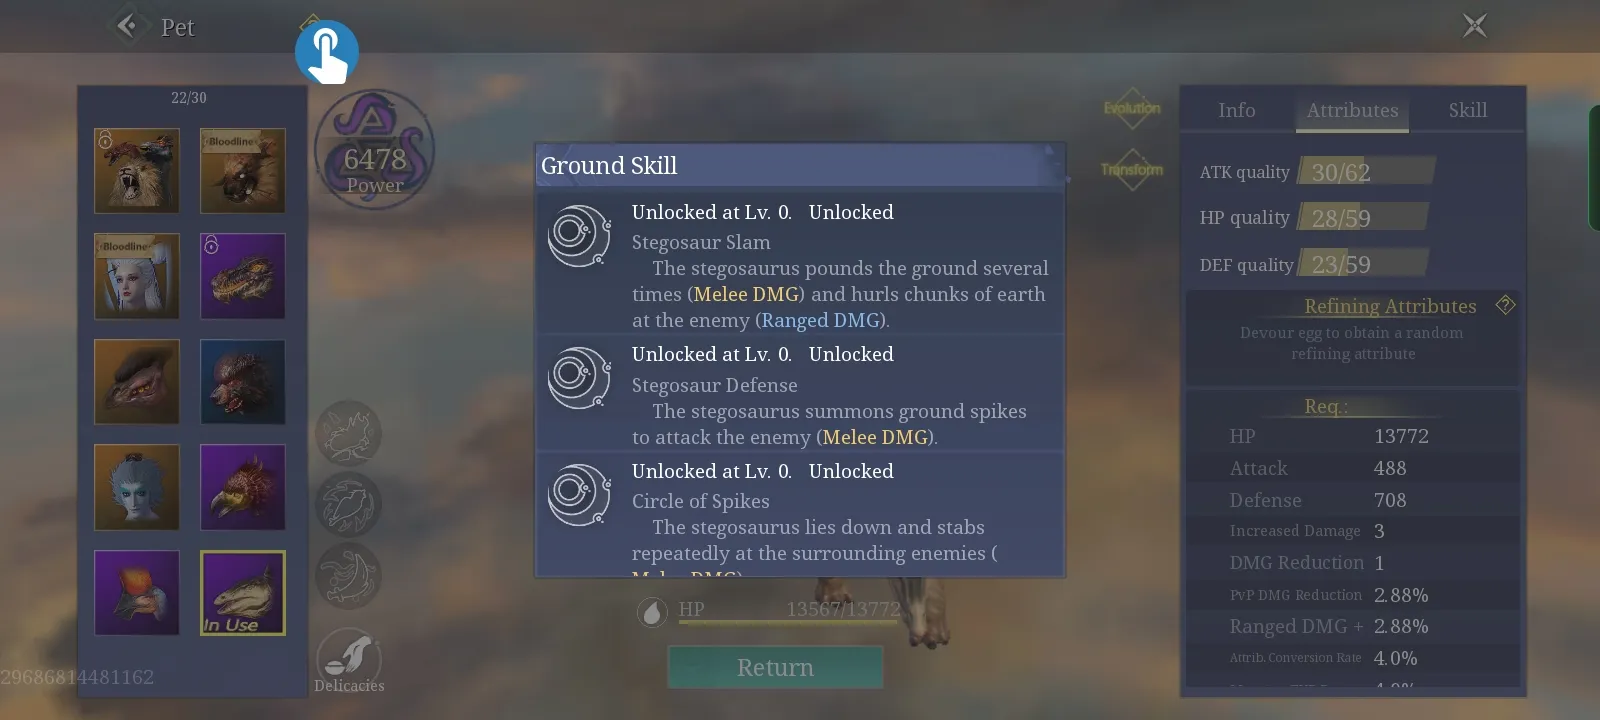 Pet
22/30
Bloodline
Bloodline
In Use
6478
Power
Delicacies
29686814481162
Evolution
Transform
Ground Skill
Unlocked at Lv. 0. Unlocked
Stegosaur Slam
The stegosaurus pounds the ground several
times (Melee DMG) and hurls chunks of earth
at the enemy (Ranged DMG).
Unlocked at Lv. 0. Unlocked
Stegosaur Defense
The stegosaurus summons ground spikes
to attack the enemy (Melee DMG).
Unlocked at Lv. 0. Unlocked
Circle of Spikes
The stegosaurus lies down and stabs
repeatedly at the surrounding enemies (
Melee DMG)
HP 13567/13772
Return
Info Attributes Skill
ATK quality 30/62
HP quality 28/59
DEF quality 23/59
Refining Attributes ?
Devour egg to obtain a random
refining attribute
Req.:
HP 13772
Attack 488
Defense 708
Increased Damage 3
DMG Reduction 1
PvP DMG Reduction 2.88%
Ranged DMG + 2.88%
Attrib. Conversion Rate 4.0%